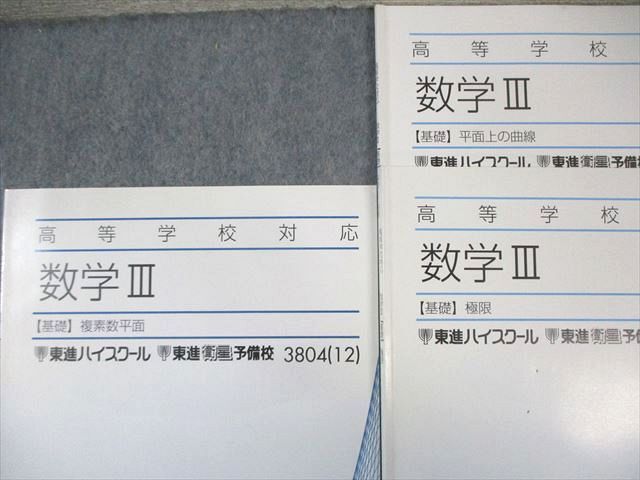 高等学校
数学Ⅲ
【基礎】平面上の曲線
東進ハイスクール 東進衛星予備校
高等学校対応
数学Ⅲ
【基礎】複素数平面
東進ハイスクール 東進衛星予備校 3804(12)
高等学校
数学Ⅲ
【基礎】極限
東進ハイスクール 東進衛星予